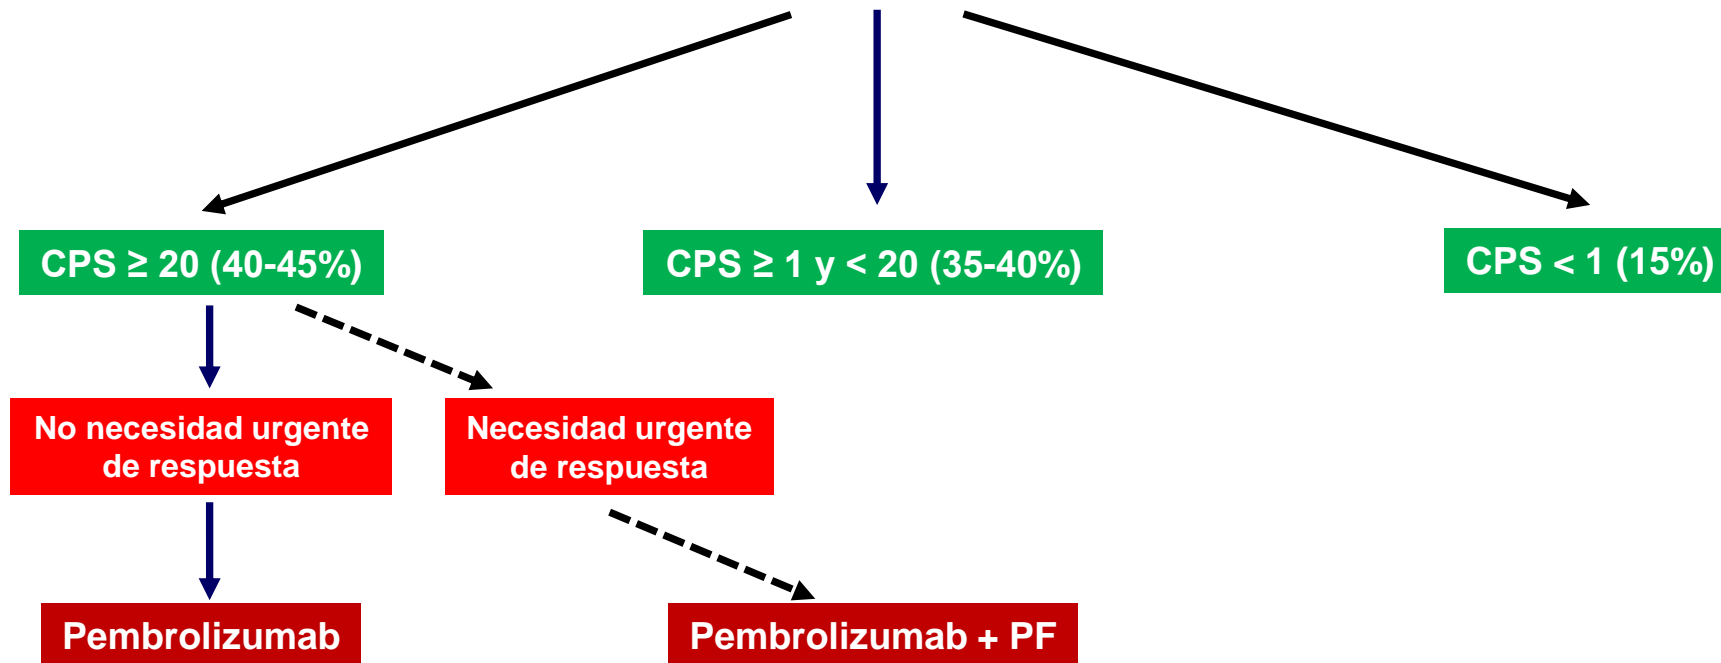 CPS ≥ 20 (40-45%)
CPS ≥ 1 y < 20 (35-40%)
CPS < 1 (15%)
No necesidad urgente
de respuesta
Necesidad urgente
de respuesta
Pembrolizumab
Pembrolizumab + PF